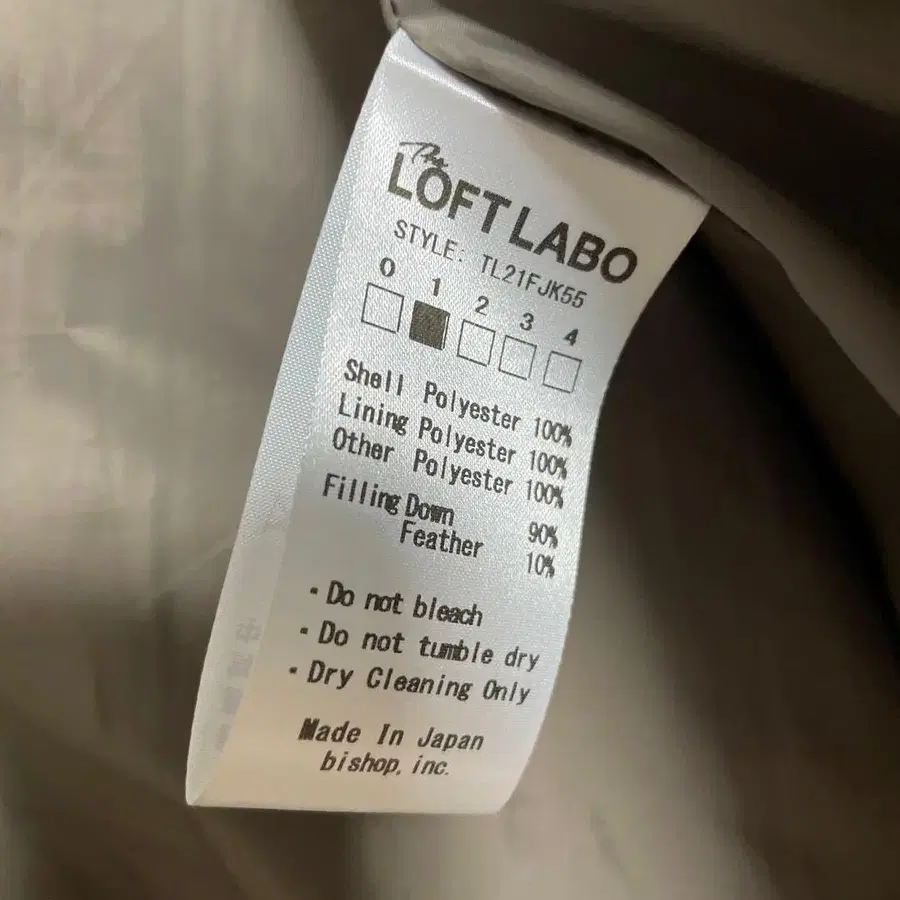 The
LOFT LABO
STYLE: TL21FJK55
0 1 2 3 4
Shell Polyester 100%
Lining Polyester 100%
Other Polyester 100%
Filling Down 90%
Feather 10%
・Do not bleach
・Do not tumble dry
・Dry Cleaning Only
Made In Japan
bishop, inc.